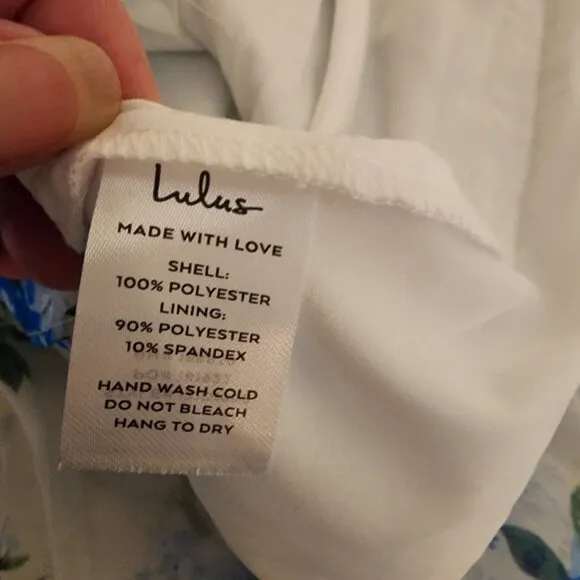 Lulus
MADE WITH LOVE
SHELL:
100% POLYESTER
LINING:
90% POLYESTER
10% SPANDEX
HAND WASH COLD
DO NOT BLEACH
HANG TO DRY